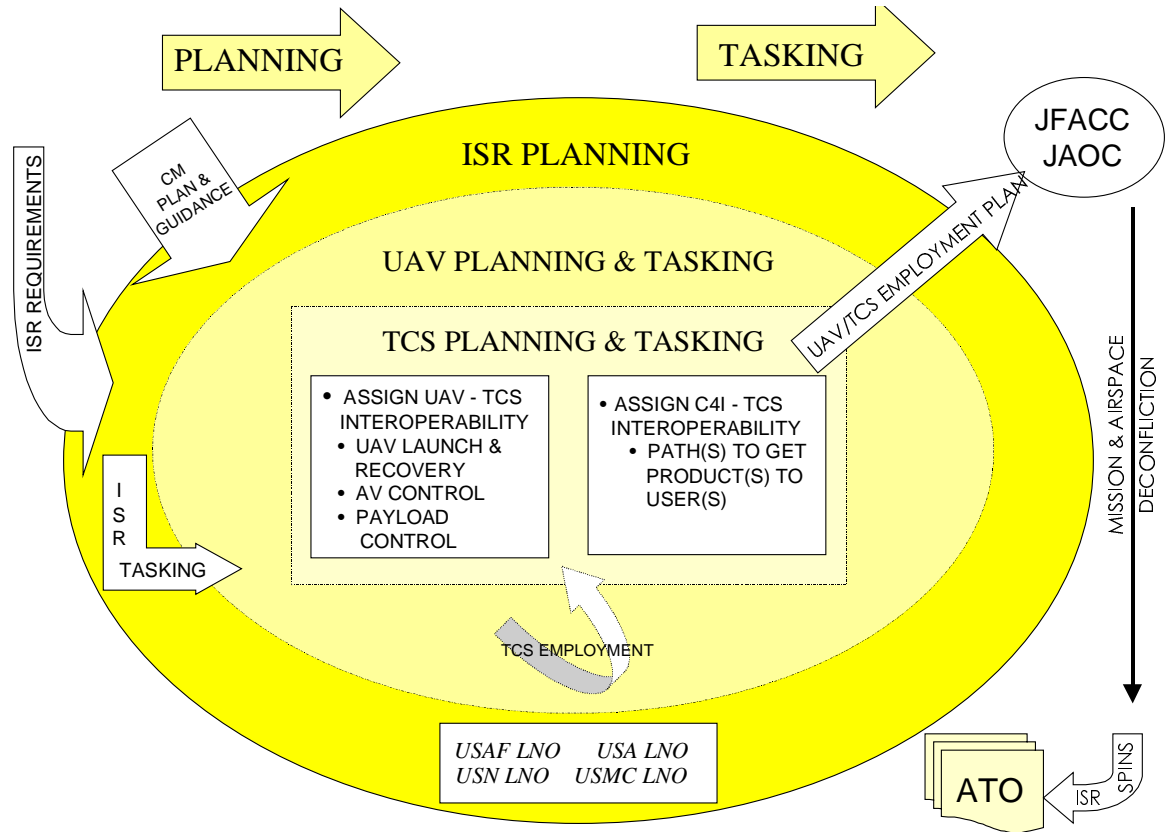 PLANNING
TASKING
JFACC
JAOC
ISR PLANNING
CM
PLAN &
GUIDANCE
ISR REQUIREMENTS
UAV PLANNING & TASKING
UAV/TCS EMPLOYMENT PLAN
TCS PLANNING & TASKING
• ASSIGN UAV - TCS
INTEROPERABILITY
• UAV LAUNCH &
RECOVERY
• AV CONTROL
• PAYLOAD
CONTROL
• ASSIGN C4I - TCS
INTEROPERABILITY
• PATH(S) TO GET
PRODUCT(S) TO
USER(S)
MISSION & AIRSPACE
DECONFLICTION
I
S
R
TASKING
TCS EMPLOYMENT
USAF LNO USA LNO
USN LNO USMC LNO
ATO
ISR
SPINS